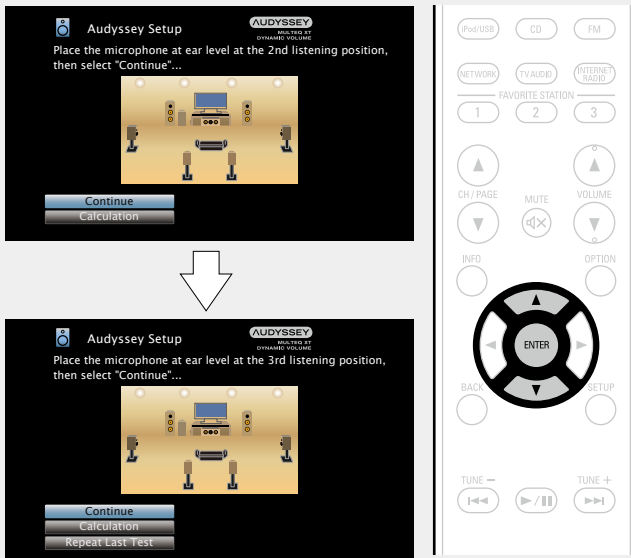 Audyssey Setup
AUDYSSEY
MULTEQ XT
DYNAMIC VOLUME
Place the microphone at ear level at the 2nd listening position,
then select "Continue"...
Continue
Calculation
Audyssey Setup
AUDYSSEY
MULTEQ XT
DYNAMIC VOLUME
Place the microphone at ear level at the 3rd listening position,
then select "Continue"...
Continue
Calculation
Repeat Last Test
iPod/USB CD FM
NETWORK TV AUDIO INTERNET RADIO
FAVORITE STATION
1 2 3
CH / PAGE MUTE VOLUME
INFO OPTION
ENTER
BACK SETUP
TUNE – TUNE +